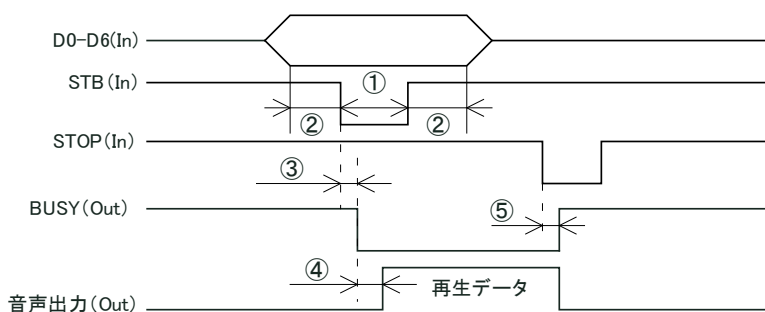 D0-D6(In)
STB(In)
①
②
②
STOP(In)
③
BUSY(Out)
⑤
④
再生データ
音声出力(Out)